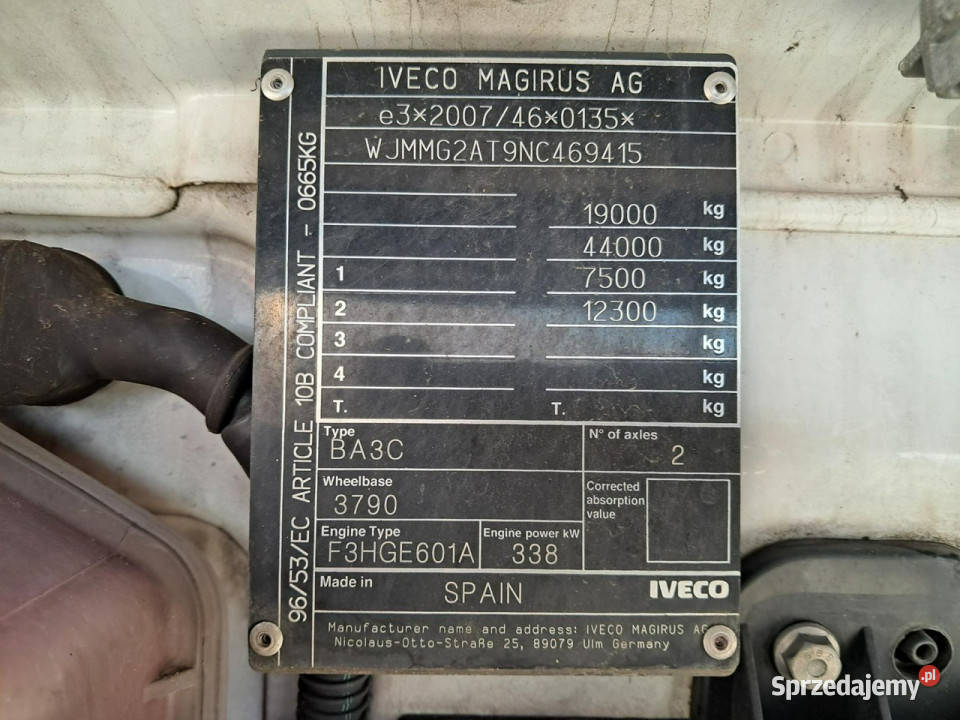 IVECO MAGIRUS AG
e3*2007/46*0135*
WJMMG2AT9NC469415
19000 kg
44000 kg
1 7500 kg
2 12300 kg
3 kg
4 kg
T. T. kg
Type
BA3C
N° of axles
2
Wheelbase
3790
Corrected
absorption
value
Engine Type
F3HGE601A
Engine power kW
338
Made in SPAIN IVECO
Manufacturer name and address: IVECO MAGIRUS AG
Nicolaus-Otto-Straße 25, 89079 Ulm Germany
96/53/EC ARTICLE 10B COMPLIANT - 0665KG
Sprzedajemy.pl